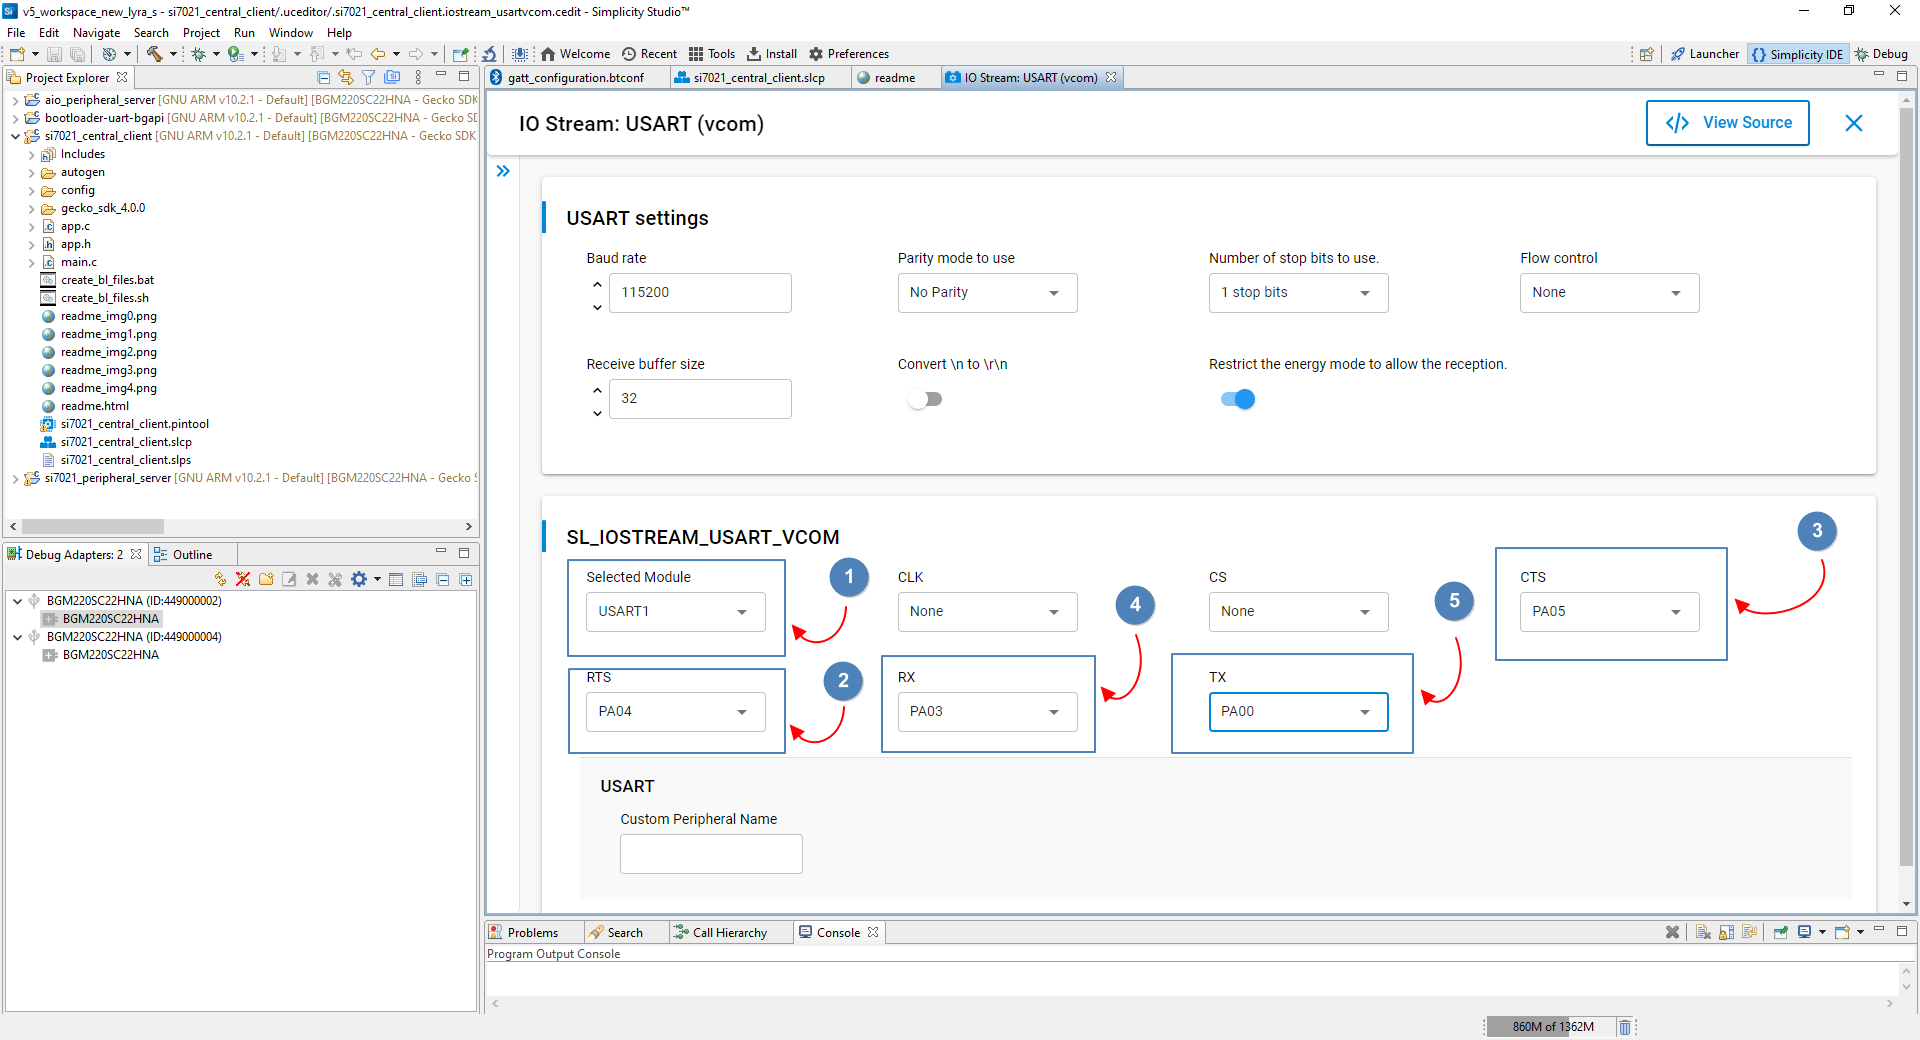 v5_workspace_new_lyra_s - si7021_central_client/.uceditor/.si7021_central_client.iostream_usartvcom.cedit - Simplicity Studio™
File Edit Navigate Search Project Run Window Help
Welcome Recent Tools Install Preferences Launcher Simplicity IDE Debug
Project Explorer
aio_peripheral_server [GNU ARM v10.2.1 - Default] [BGM220SC22HNA - Gecko SDK
bootloader-uart-bgapi [GNU ARM v10.2.1 - Default] [BGM220SC22HNA - Gecko SD
si7021_central_client [GNU ARM v10.2.1 - Default] [BGM220SC22HNA - Gecko SDK
Includes
autogen
config
gecko_sdk_4.0.0
app.c
app.h
main.c
create_bl_files.bat
create_bl_files.sh
readme_img0.png
readme_img1.png
readme_img2.png
readme_img3.png
readme_img4.png
readme.html
si7021_central_client.pintool
si7021_central_client.slcp
si7021_central_client.slps
si7021_peripheral_server [GNU ARM v10.2.1 - Default] [BGM220SC22HNA - Gecko S
Debug Adapters: 2 Outline
BGM220SC22HNA (ID:449000002)
BGM220SC22HNA
BGM220SC22HNA (ID:449000004)
BGM220SC22HNA
gatt_configuration.btconf si7021_central_client.slcp readme IO Stream: USART (vcom)
IO Stream: USART (vcom)
View Source
USART settings
Baud rate Parity mode to use Number of stop bits to use. Flow control
115200 No Parity 1 stop bits None
Receive buffer size Convert \n to \r\n Restrict the energy mode to allow the reception.
32
SL_IOSTREAM_USART_VCOM
3
Selected Module 1 CLK CS CTS
4 5
USART1 None None PA05
RTS 2 RX TX
PA04 PA03 PA00
USART
Custom Peripheral Name
Problems Search Call Hierarchy Console
Program Output Console
860M of 1362M